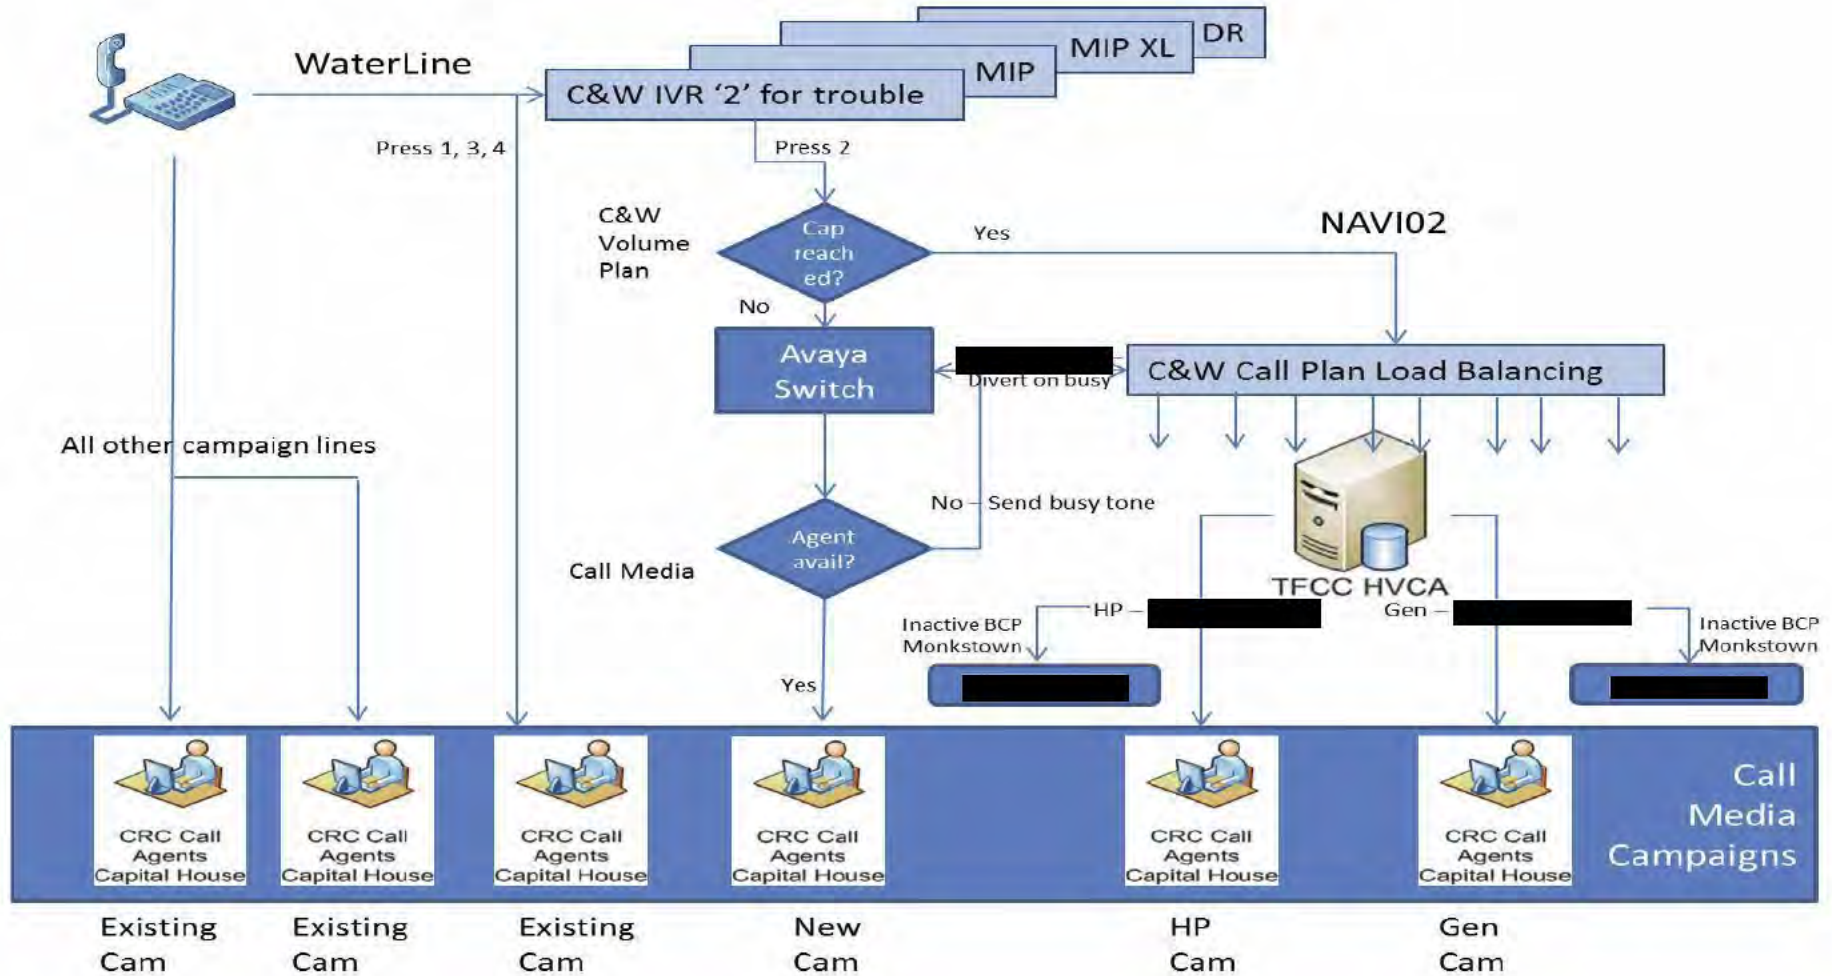 DR
MIP XL
MIP
WaterLine
C&W IVR ‘2’ for trouble
Press 1, 3, 4
Press 2
C&W
Volume
Plan
Cap
reach
ed?
Yes
NAVI02
No
Avaya
Switch
Divert on busy
C&W Call Plan Load Balancing
All other campaign lines
No – Send busy tone
Agent
avail?
Call Media
TFCC HVCA
HP –
Gen –
Inactive BCP
Monkstown
Inactive BCP
Monkstown
Yes
CRC Call
Agents
Capital House
CRC Call
Agents
Capital House
CRC Call
Agents
Capital House
CRC Call
Agents
Capital House
CRC Call
Agents
Capital House
CRC Call
Agents
Capital House
Call
Media
Campaigns
Existing
Cam
Existing
Cam
Existing
Cam
New
Cam
HP
Cam
Gen
Cam